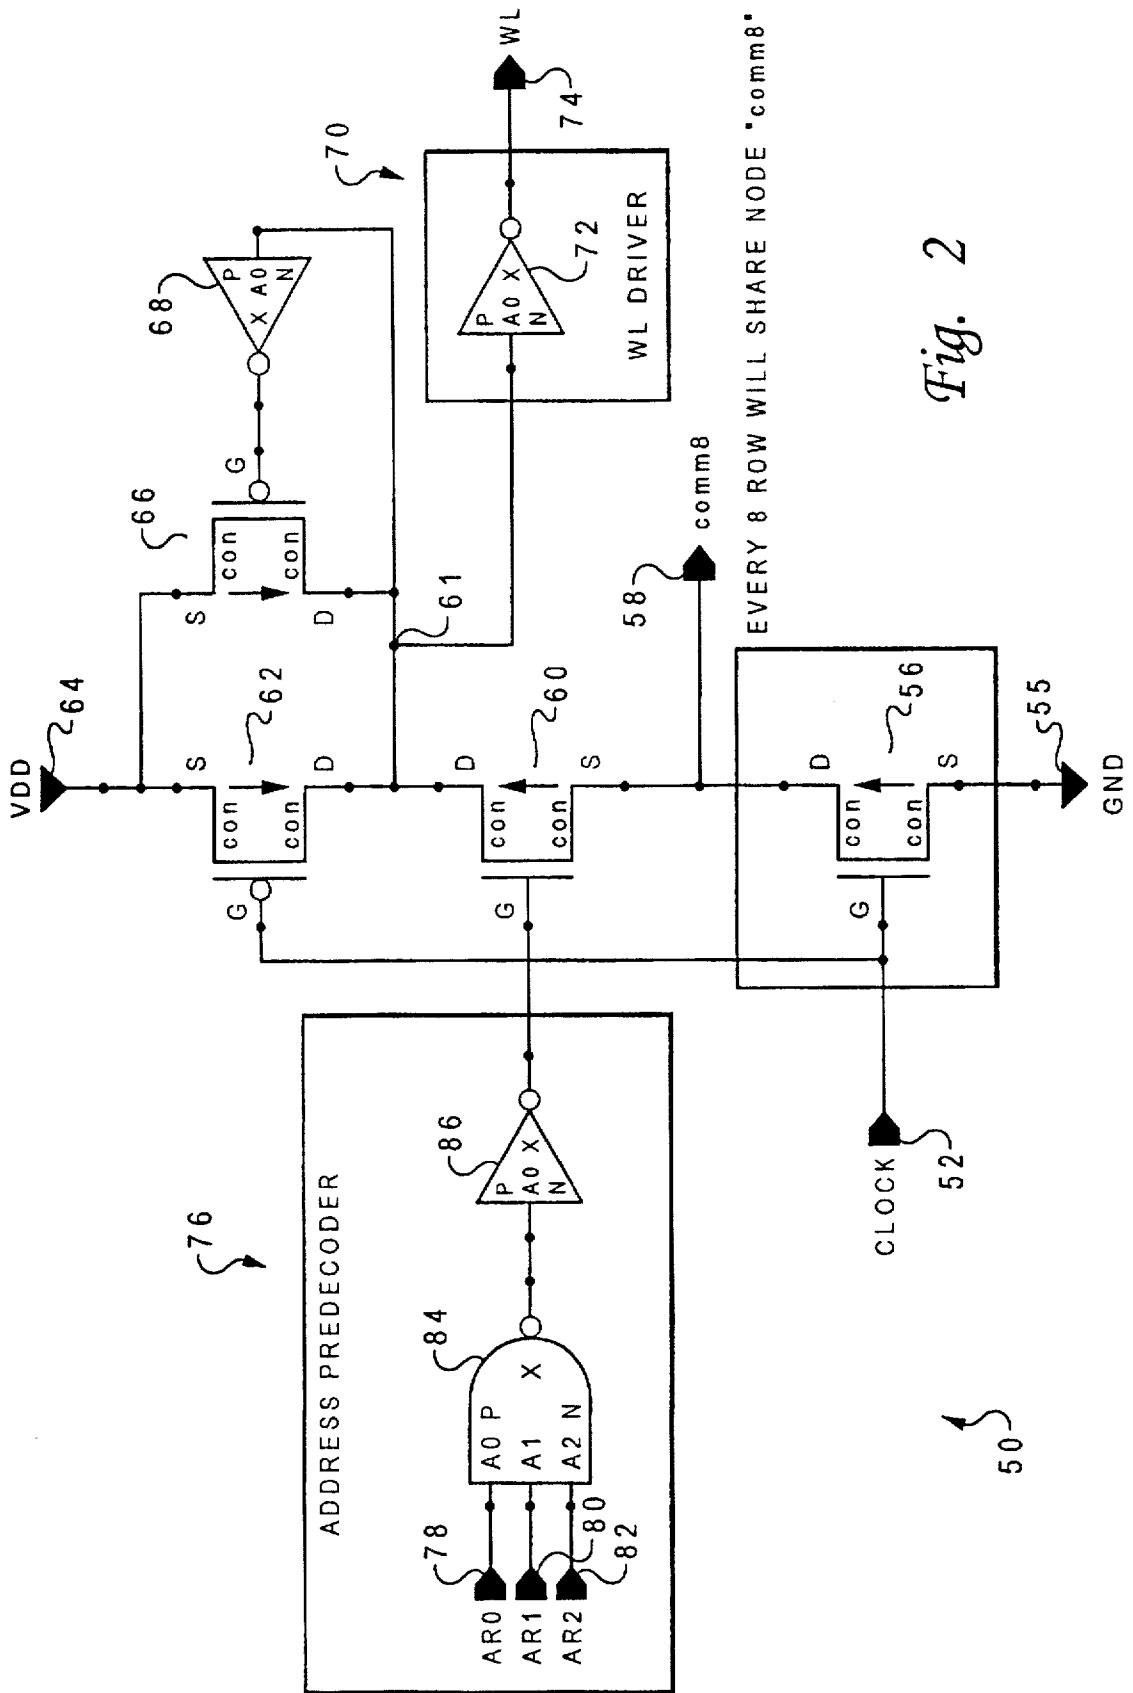 VDD
64
S
con
con
D
G
62
66
S
con
con
D
G
68
P
A0
X
N
61
70
P
A0 X
N
72
WL DRIVER
74
WL
60
D
con
con
S
G
58
comm8
EVERY 8 ROW WILL SHARE NODE "comm8"
56
D
con
con
S
G
55
GND
CLOCK
52
76
ADDRESS PREDECODER
AR0
78
AR1
80
AR2
82
84
A0 P
A1 X
A2 N
86
P
A0 X
N
50
Fig. 2